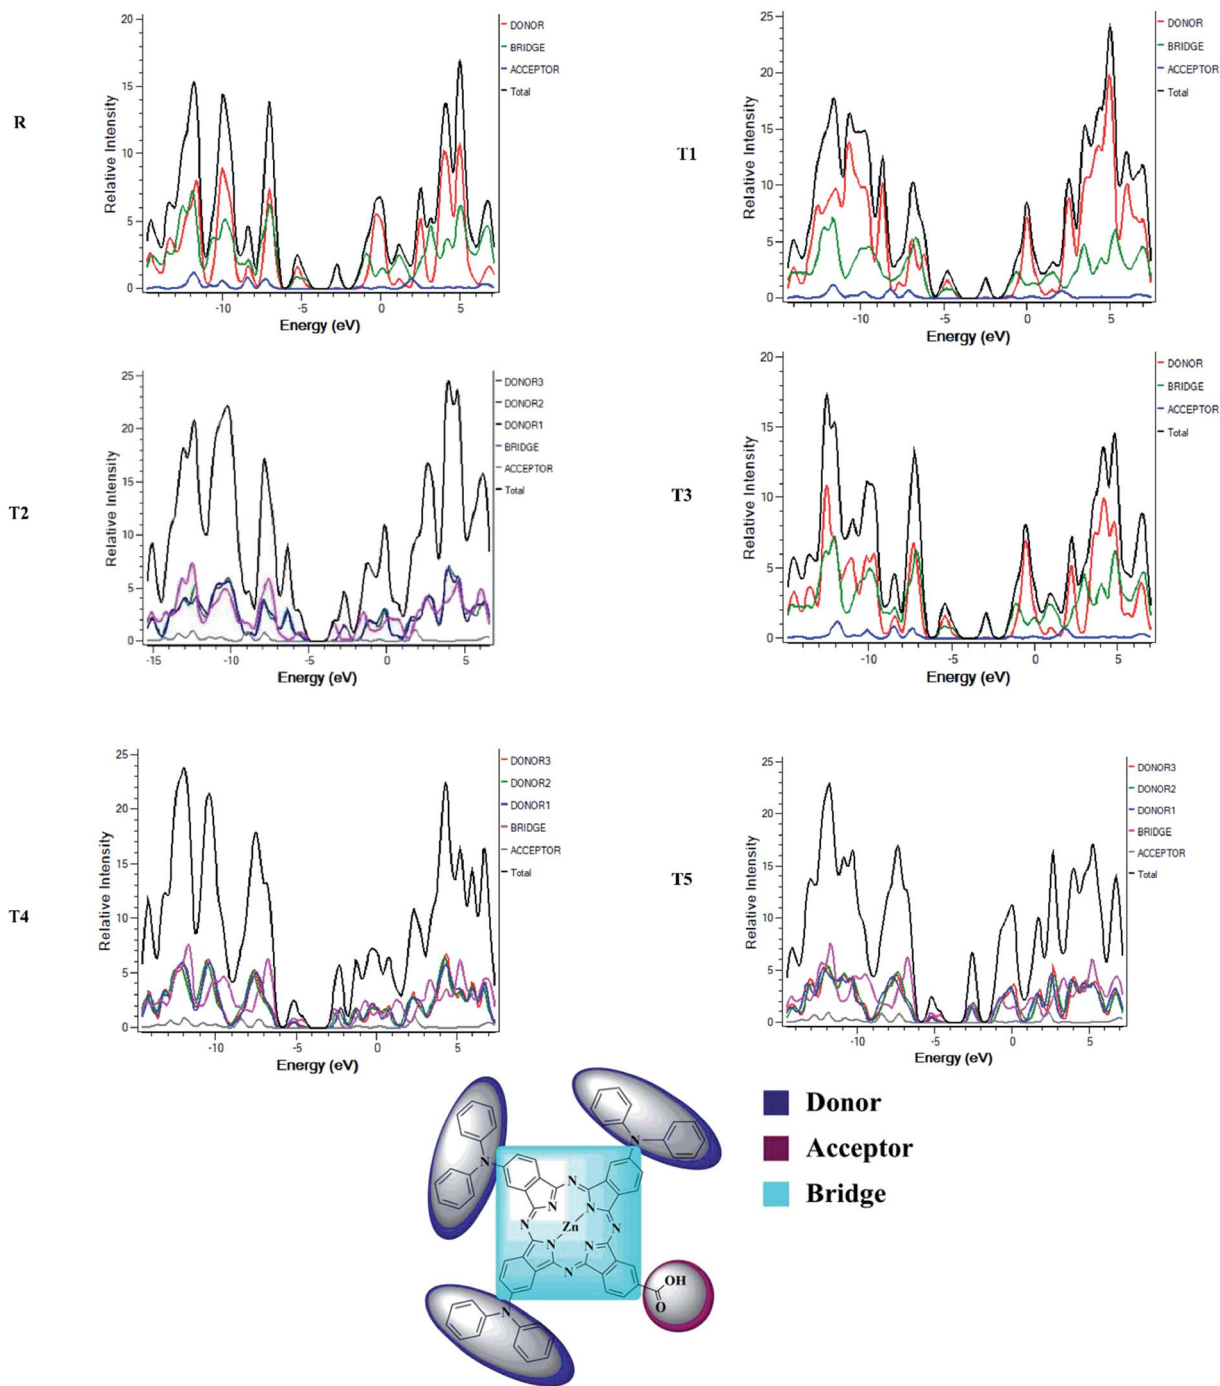 R
Relative Intensity
20
15
10
5
0
-10
-5
0
5
Energy (eV)
DONOR
BRIDGE
ACCEPTOR
Total
T1
Relative Intensity
25
20
15
10
5
0
-10
-5
0
5
Energy (eV)
DONOR
BRIDGE
ACCEPTOR
Total
T2
Relative Intensity
25
20
15
10
5
0
-15
-10
-5
0
5
Energy (eV)
DONOR3
DONOR2
DONOR1
BRIDGE
ACCEPTOR
Total
T3
Relative Intensity
20
15
10
5
0
-10
-5
0
5
Energy (eV)
DONOR
BRIDGE
ACCEPTOR
Total
T4
Relative Intensity
25
20
15
10
5
0
-10
-5
0
5
Energy (eV)
DONOR3
DONOR2
DONOR1
BRIDGE
ACCEPTOR
Total
T5
Relative Intensity
25
20
15
10
5
0
-10
-5
0
5
Energy (eV)
DONOR3
DONOR2
DONOR1
BRIDGE
ACCEPTOR
Total
N
N
N
N
N
N
N
Zn
N
N
N
N
OH
O
Donor
Acceptor
Bridge